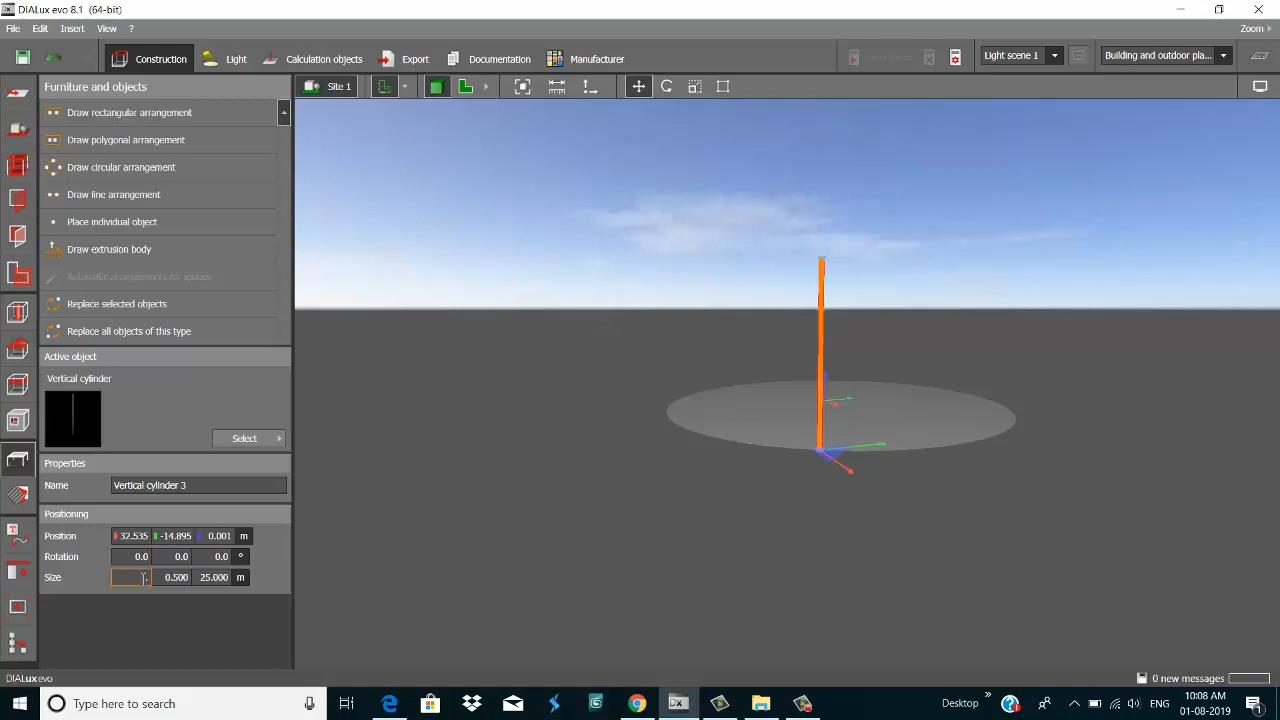 DIALux evo 8.1 (64-bit)
File Edit Insert View ?
Zoom
Construction Light Calculation objects Export Documentation Manufacturer
Light scene 1
Building and outdoor pla...
Furniture and objects
Site 1
Draw rectangular arrangement
Draw polygonal arrangement
Draw circular arrangement
Draw line arrangement
Place individual object
Draw extrusion body
Automatic arrangements for spaces
Replace selected objects
Replace all objects of this type
Active object
Vertical cylinder
Select
Properties
Name Vertical cylinder 3
Positioning
Position 32.535 -14.895 0.001 m
Rotation 0.0 0.0 0.0 °
Size 0.500 25.000 m
DIALux evo
0 new messages
Type here to search
Desktop
ENG
10:08 AM
01-08-2019